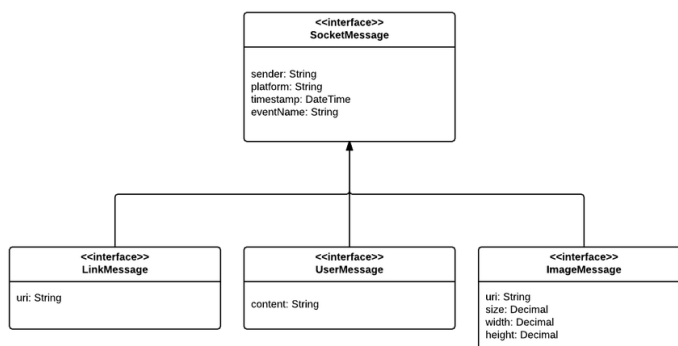 <<interface>>
SocketMessage
sender: String
platform: String
timestamp: DateTime
eventName: String
<<interface>>
LinkMessage
uri: String
<<interface>>
UserMessage
content: String
<<interface>>
ImageMessage
uri: String
size: Decimal
width: Decimal
height: Decimal